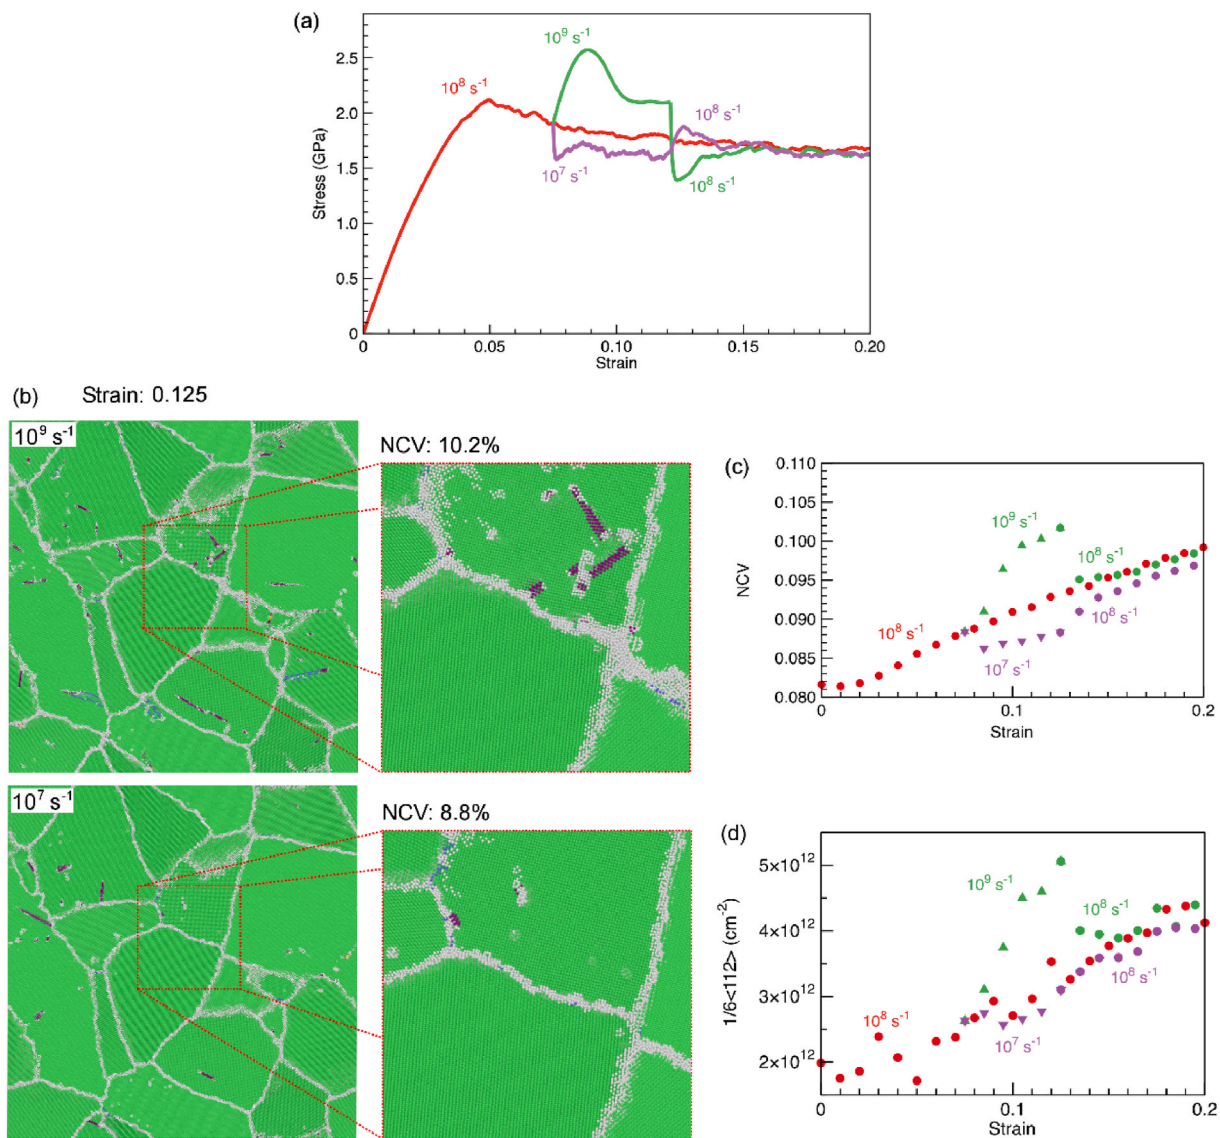 (a)
10⁹ s⁻¹
10⁸ s⁻¹
10⁸ s⁻¹
10⁷ s⁻¹
10⁸ s⁻¹
2.5
2.0
1.5
1.0
0.5
0
Stress (GPa)
0 0.05 0.10 0.15 0.20
Strain
(b) Strain: 0.125
10⁹ s⁻¹
NCV: 10.2%
10⁷ s⁻¹
NCV: 8.8%
(c)
0.110
0.105
0.100
0.095
0.090
0.085
0.080
NCV
10⁹ s⁻¹
10⁸ s⁻¹
10⁸ s⁻¹
10⁸ s⁻¹
10⁷ s⁻¹
0 0.1 0.2
Strain
(d)
5×10¹²
4×10¹²
3×10¹²
2×10¹²
1/6<112> (cm⁻²)
10⁹ s⁻¹
10⁸ s⁻¹
10⁸ s⁻¹
10⁸ s⁻¹
10⁷ s⁻¹
0 0.1 0.2
Strain